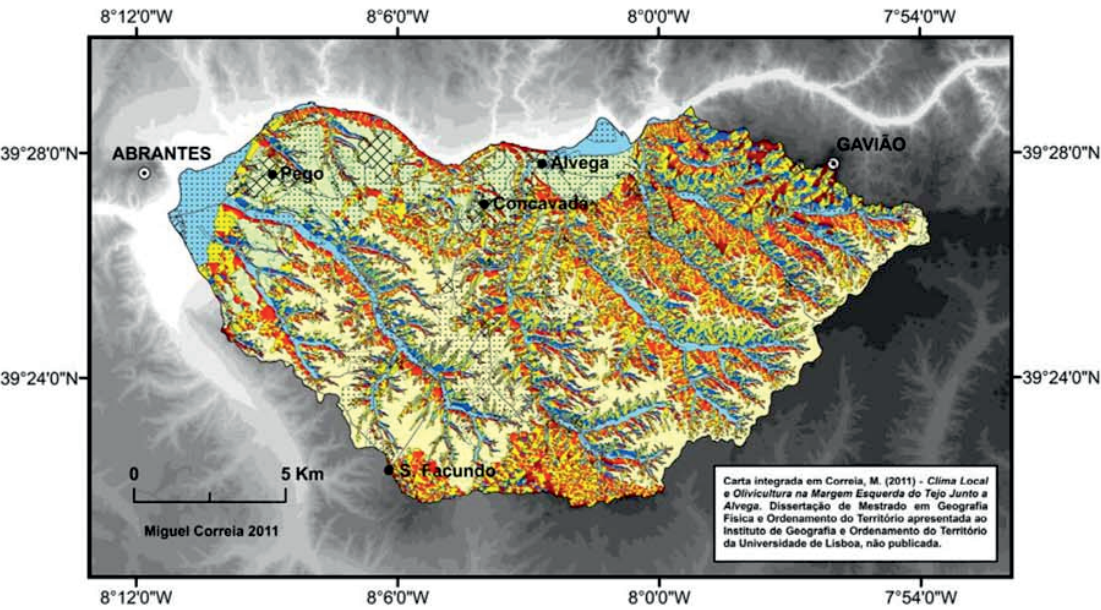 8°12'0"W 8°6'0"W 8°0'0"W 7°54'0"W
39°28'0"N 39°28'0"N
ABRANTES
GAVIÃO
Alvega
Pego
Concavada
39°24'0"N 39°24'0"N
S. Facundo
0 5 Km
Miguel Correia 2011
Carta integrada em Correia, M. (2011) - Clima Local
e Olivicultura na Margem Esquerda do Tejo Junto a
Alvega. Dissertação de Mestrado em Geografia
Física e Ordenamento do Território apresentada ao
Instituto de Geografia e Ordenamento do Território
da Universidade de Lisboa, não publicada.
8°12'0"W 8°6'0"W 8°0'0"W 7°54'0"W